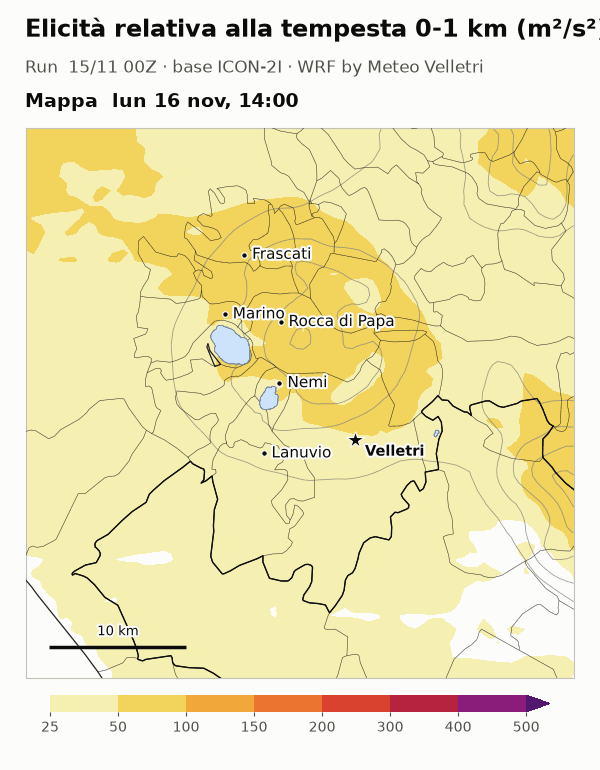 Elicità relativa alla tempesta 0-1 km (m²/s²)
Run 15/11 00Z · base ICON-2I · WRF by Meteo Velletri
Mappa lun 16 nov, 14:00
Frascati
Marino
Rocca di Papa
Nemi
Velletri
Lanuvio
10 km
25 50 100 150 200 300 400 500